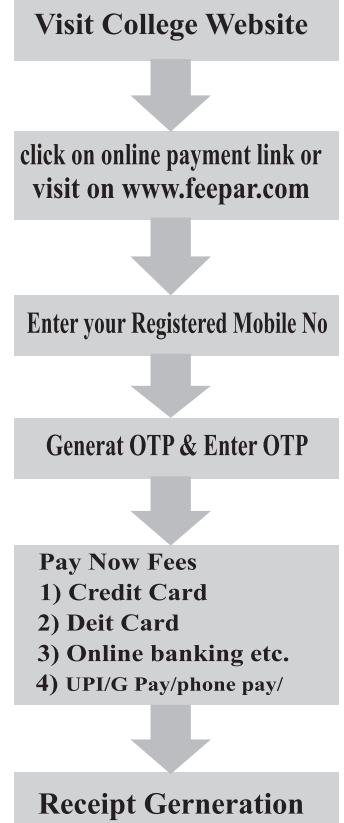 Visit College Website
click on online payment link or
visit on www.feepar.com
Enter your Registered Mobile No
Generat OTP & Enter OTP
Pay Now Fees
1) Credit Card
2) Deit Card
3) Online banking etc.
4) UPI/G Pay/phone pay/
Receipt Gerneration